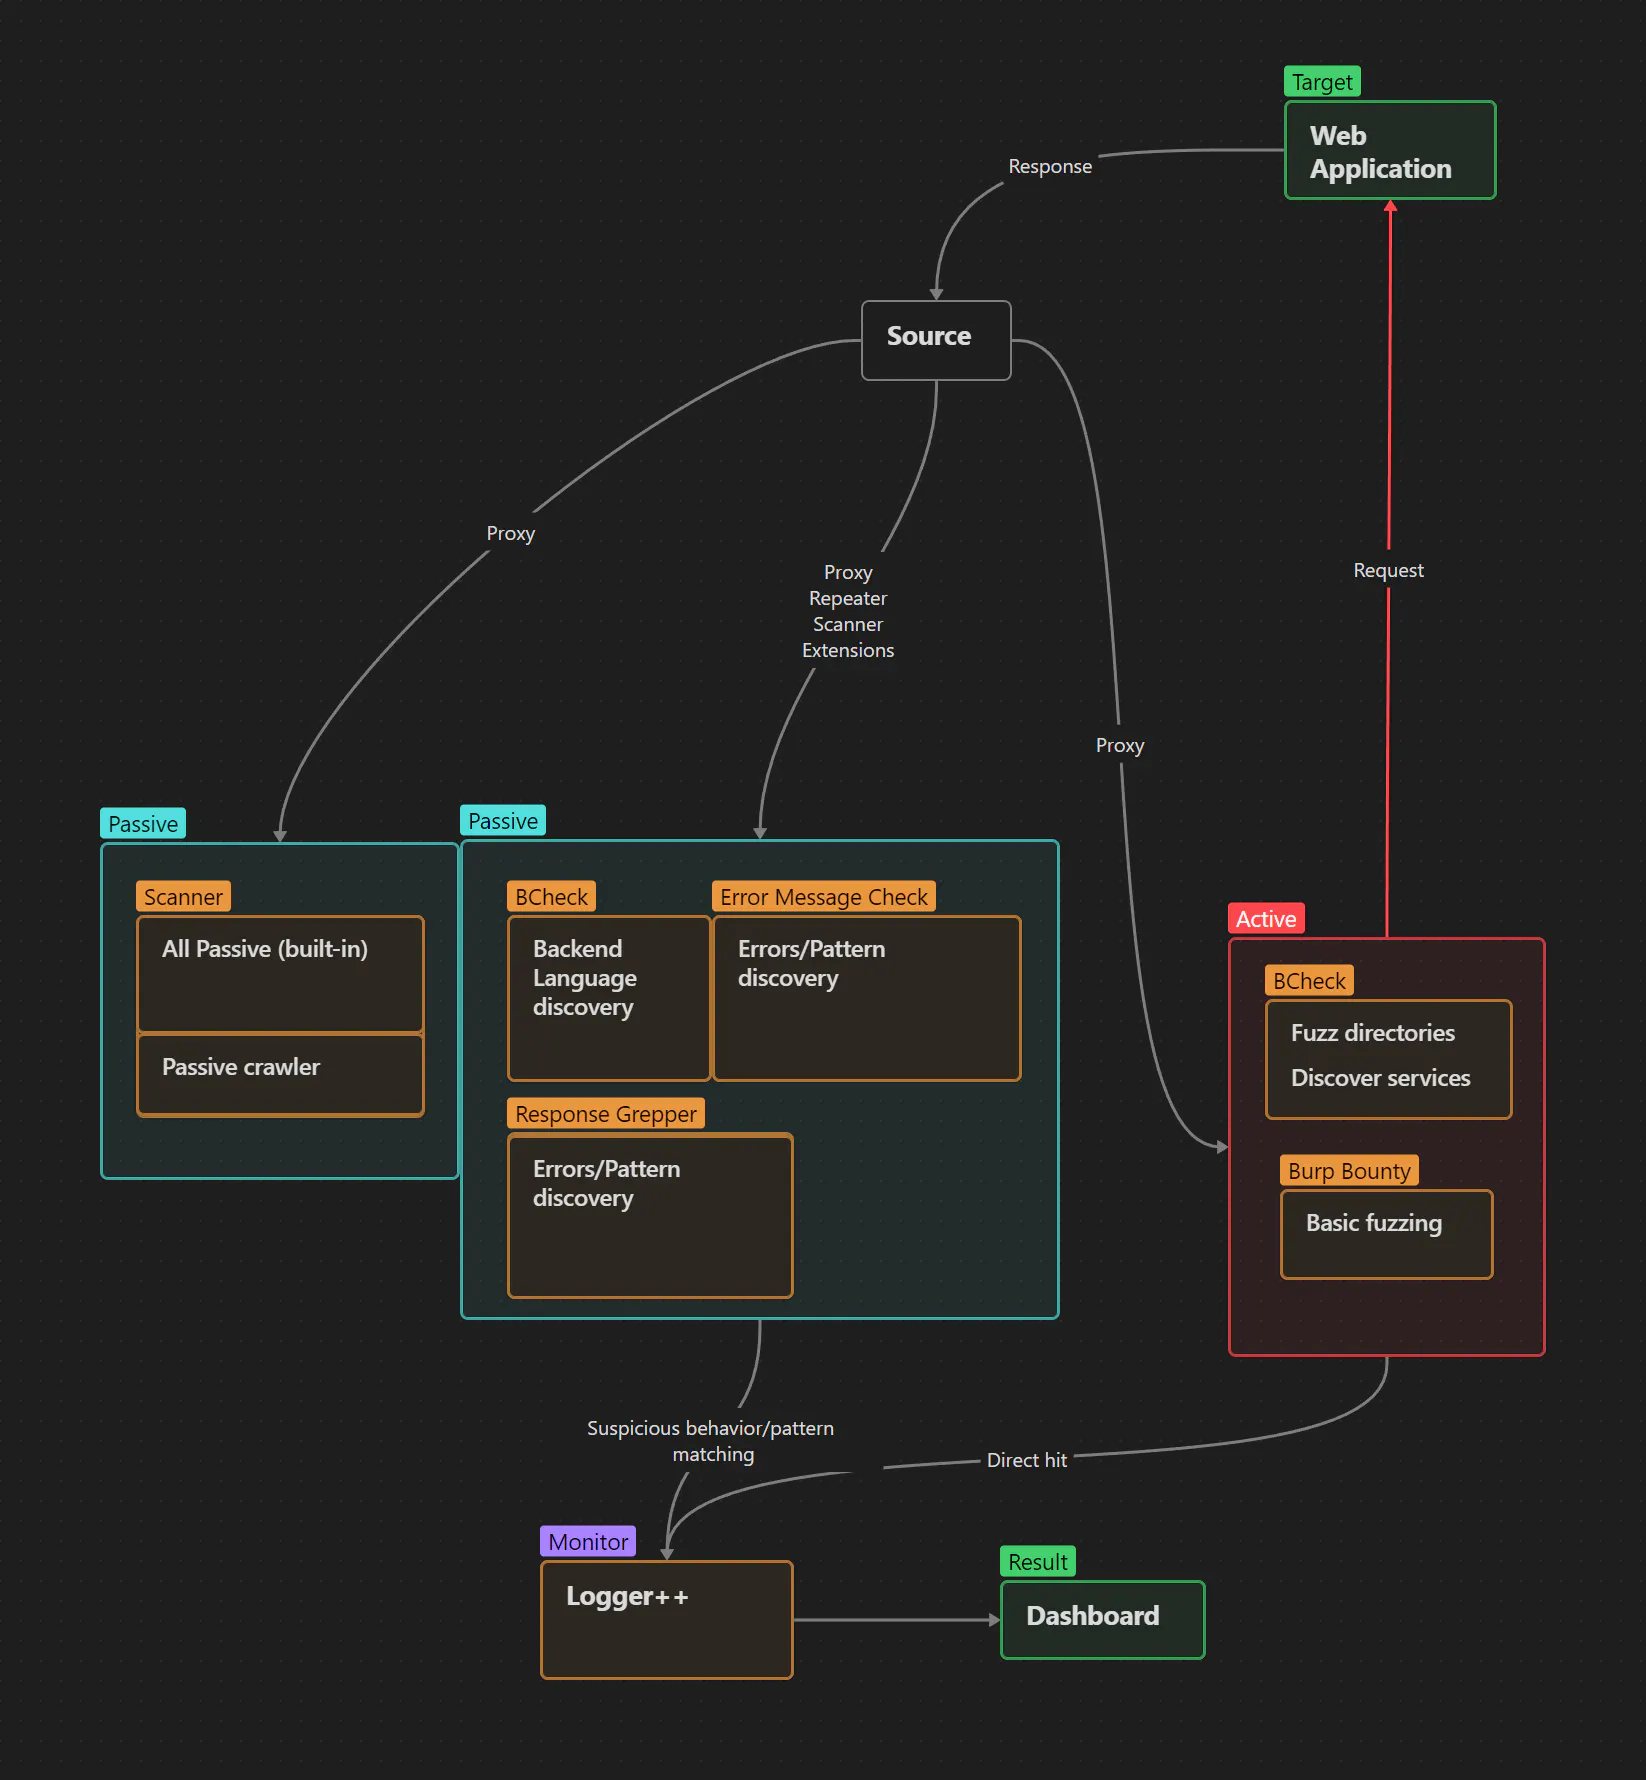 Target
Web
Application
Response
Source
Proxy
Proxy
Repeater
Scanner
Extensions
Request
Proxy
Passive
Scanner
All Passive (built-in)
Passive crawler
Passive
BCheck
Backend
Language
discovery
Error Message Check
Errors/Pattern
discovery
Response Grepper
Errors/Pattern
discovery
Active
BCheck
Fuzz directories
Discover services
Burp Bounty
Basic fuzzing
Suspicious behavior/pattern
matching
Direct hit
Monitor
Logger++
Result
Dashboard